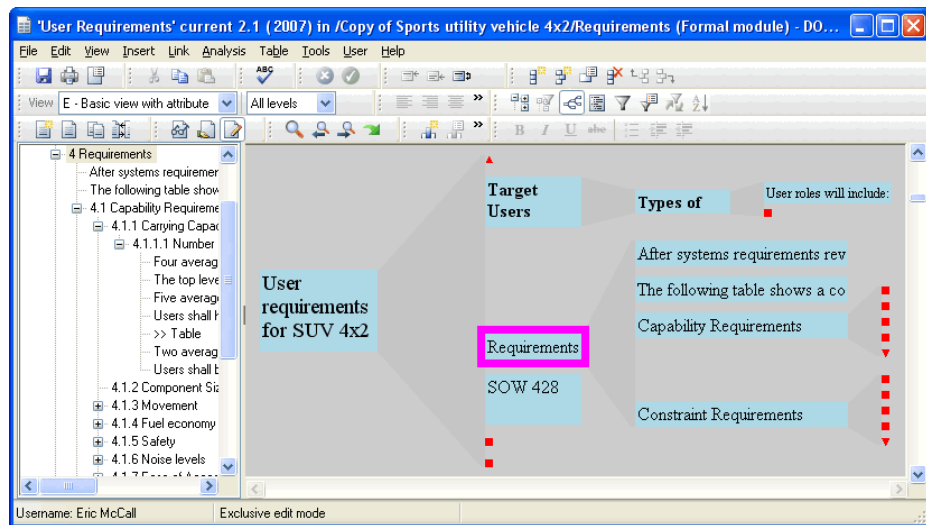 'User Requirements' current 2.1 (2007) in /Copy of Sports utility vehicle 4x2/Requirements (Formal module) - DO...
File Edit View Insert Link Analysis Table Tools User Help
ABC
View E - Basic view with attribute All levels
B I U abc
4 Requirements
After systems requiremer
The following table show
4.1 Capability Requireme
4.1.1 Carrying Capac
4.1.1.1 Number
Four averag
The top leve
Five average
Users shall h
>> Table
Two averag
Users shall b
4.1.2 Component Siz
4.1.3 Movement
4.1.4 Fuel economy
4.1.5 Safety
4.1.6 Noise levels
User
requirements
for SUV 4x2
Target
Users
Requirements
SOW 428
Types of
User roles will include:
After systems requirements rev
The following table shows a co
Capability Requirements
Constraint Requirements
Username: Eric McCall Exclusive edit mode